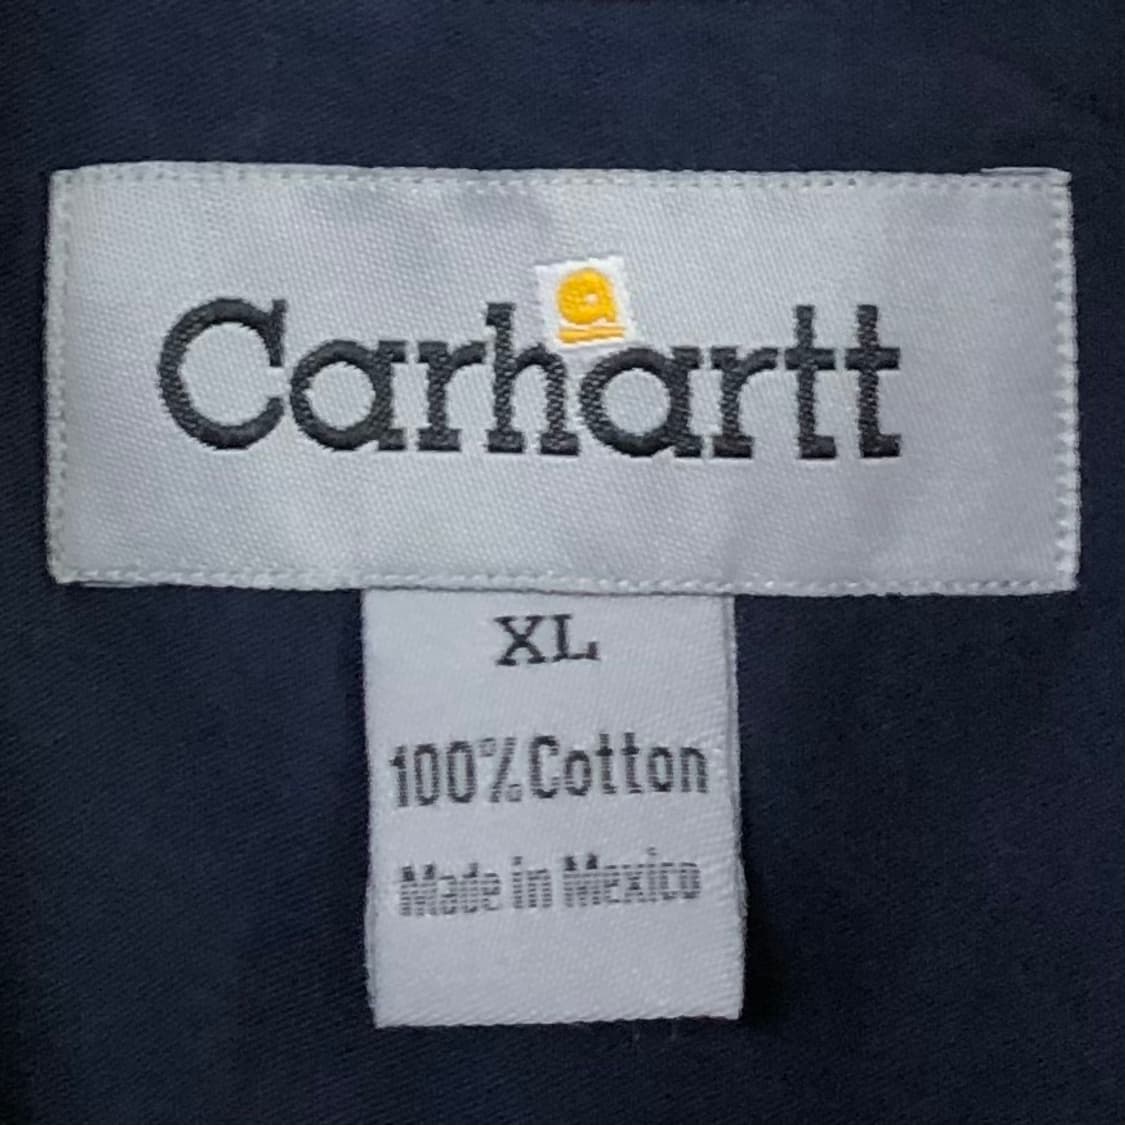 Carhartt
XL
100% Cotton
Made in Mexico